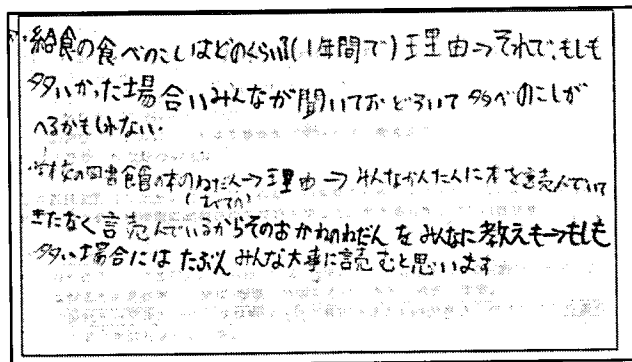 ・給食の食べのこしはどのくらい?(1年間で)理由→それで、もしも
多いかった場合いみんなが聞いておどろいて多べのこしが
へるかもしれない。
・学校の図書館の本のねだん→理由→みんなかんたんに本を読んでいて
(すべての)
きたなく読んでいるからそのおかねのねだんをみんなに教えも→もしも
多い場合にはたぶんみんな大事に読むと思います